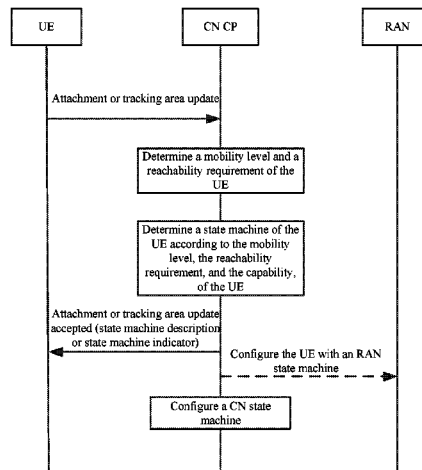 UE
CN CP
RAN
Attachment or tracking area update
Determine a mobility level and a
reachability requirement of the
UE
Determine a state machine of the
UE according to the mobility
level, the reachability
requirement, and the capability,
of the UE
Attachment or tracking area update
accepted (state machine description
or state machine indicator)
Configure the UE with an RAN
state machine
Configure a CN state
machine